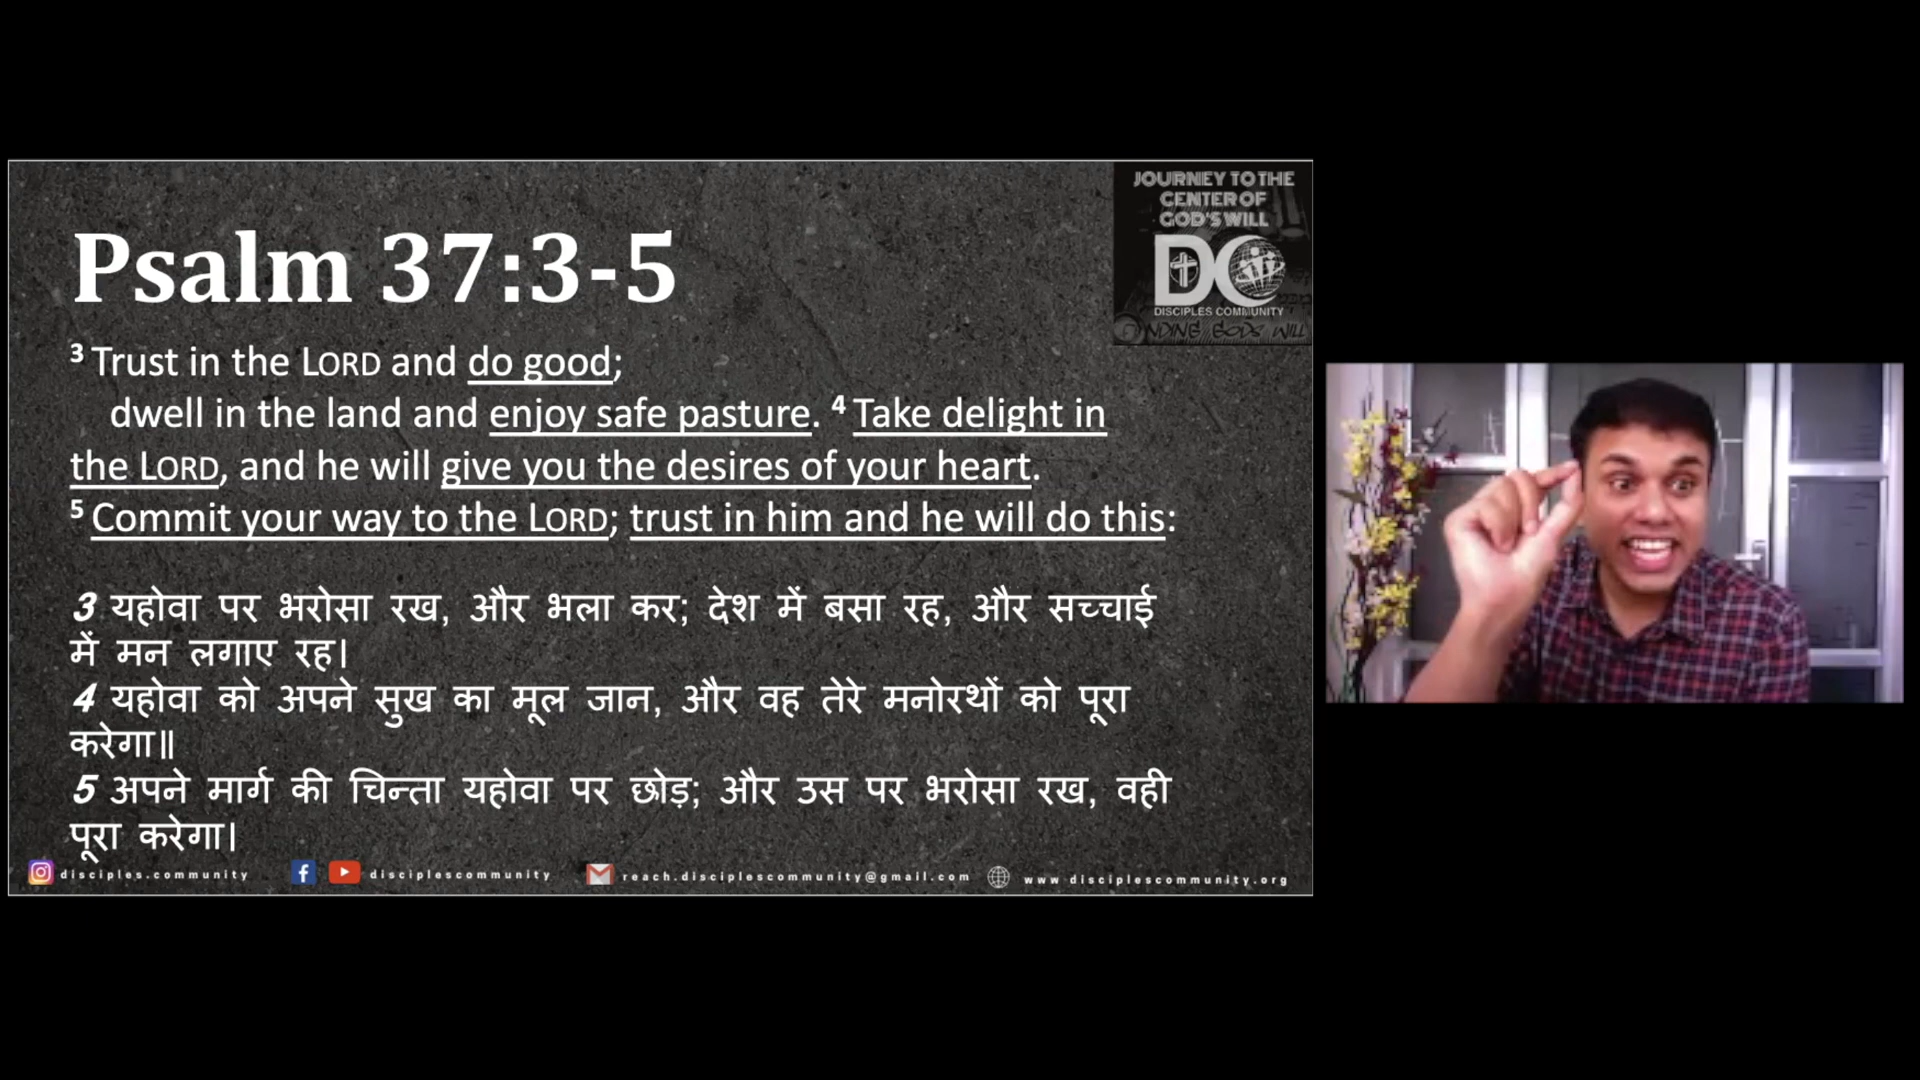 JOURNEY TO THE
CENTER OF
GOD'S WILL
DC
DISCIPLES COMMUNITY
NDING GODS WILL
Psalm 37:3-5
3 Trust in the LORD and do good;
dwell in the land and enjoy safe pasture. 4 Take delight in
the LORD, and he will give you the desires of your heart.
5 Commit your way to the LORD; trust in him and he will do this:
3 यहोवा पर भरोसा रख, और भला कर; देश में बसा रह, और सच्चाई
में मन लगाए रह।
4 यहोवा को अपने सुख का मूल जान, और वह तेरे मनोरथों को पूरा
करेगा॥
5 अपने मार्ग की चिन्ता यहोवा पर छोड़; और उस पर भरोसा रख, वही
पूरा करेगा।
disciples.community disciplescommunity reach.disciplescommunity@gmail.com www disciplescommunity.org